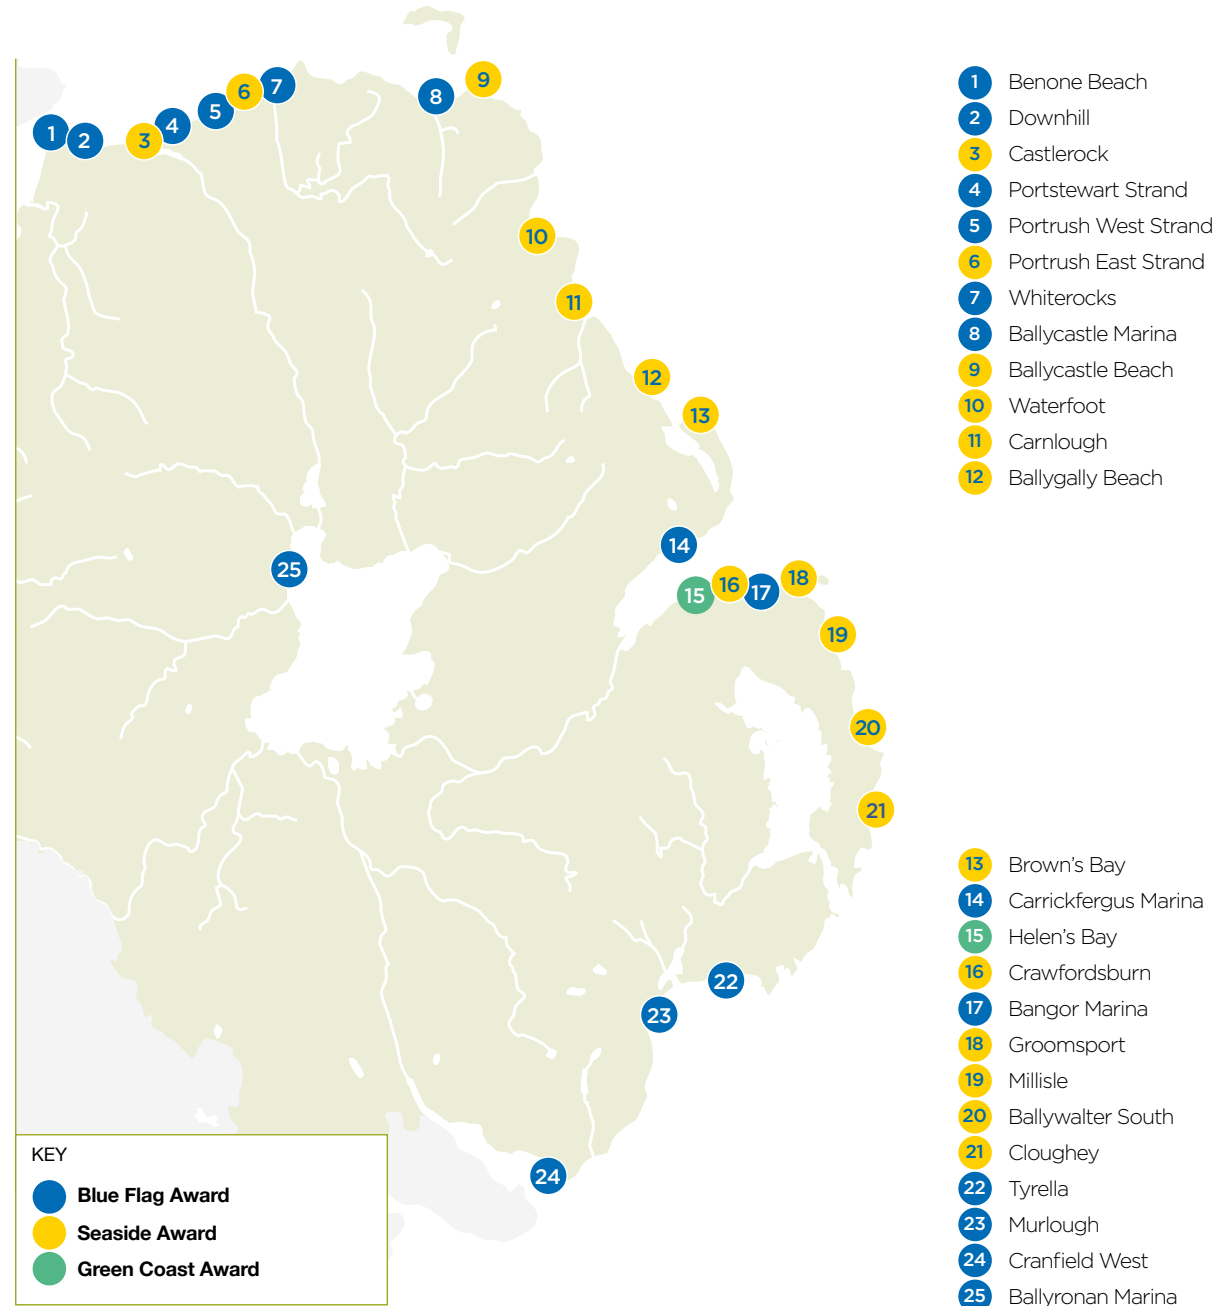 1 Benone Beach
2 Downhill
3 Castlerock
4 Portstewart Strand
5 Portrush West Strand
6 Portrush East Strand
7 Whiterocks
8 Ballycastle Marina
9 Ballycastle Beach
10 Waterfoot
11 Carnlough
12 Ballygally Beach
13 Brown's Bay
14 Carrickfergus Marina
15 Helen's Bay
16 Crawfordsburn
17 Bangor Marina
18 Groomsport
19 Millisle
20 Ballywalter South
21 Cloughey
22 Tyrella
23 Murlough
24 Cranfield West
25 Ballyronan Marina
1
2
3
4
5
6
7
8
9
10
11
12
13
14
15
16
17
18
19
20
21
22
23
24
25
KEY
Blue Flag Award
Seaside Award
Green Coast Award